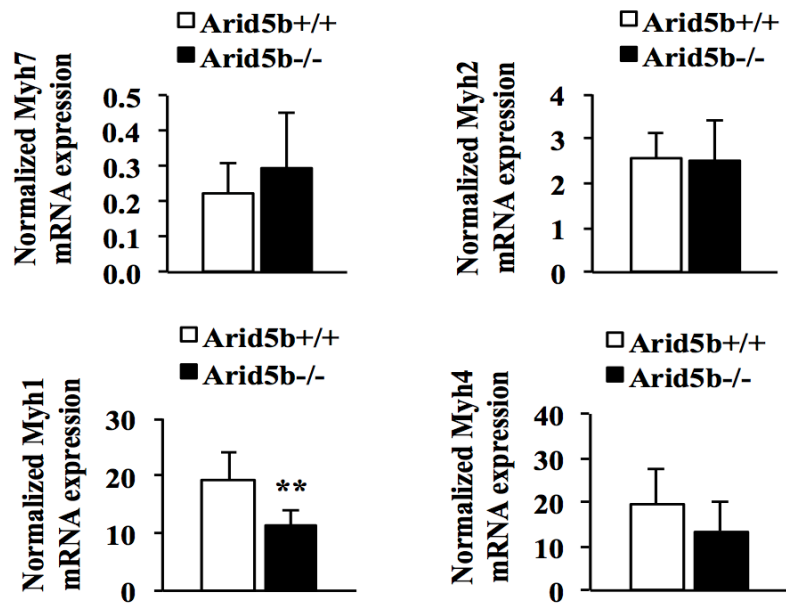 Arid5b+/+
Arid5b-/-
Normalized Myh7
mRNA expression
0.5
0.4
0.3
0.2
0.1
0.0
Arid5b+/+
Arid5b-/-
Normalized Myh2
mRNA expression
4
3
2
1
0
Arid5b+/+
Arid5b-/-
Normalized Myh1
mRNA expression
30
20
10
0
**
Arid5b+/+
Arid5b-/-
Normalized Myh4
mRNA expression
40
30
20
10
0